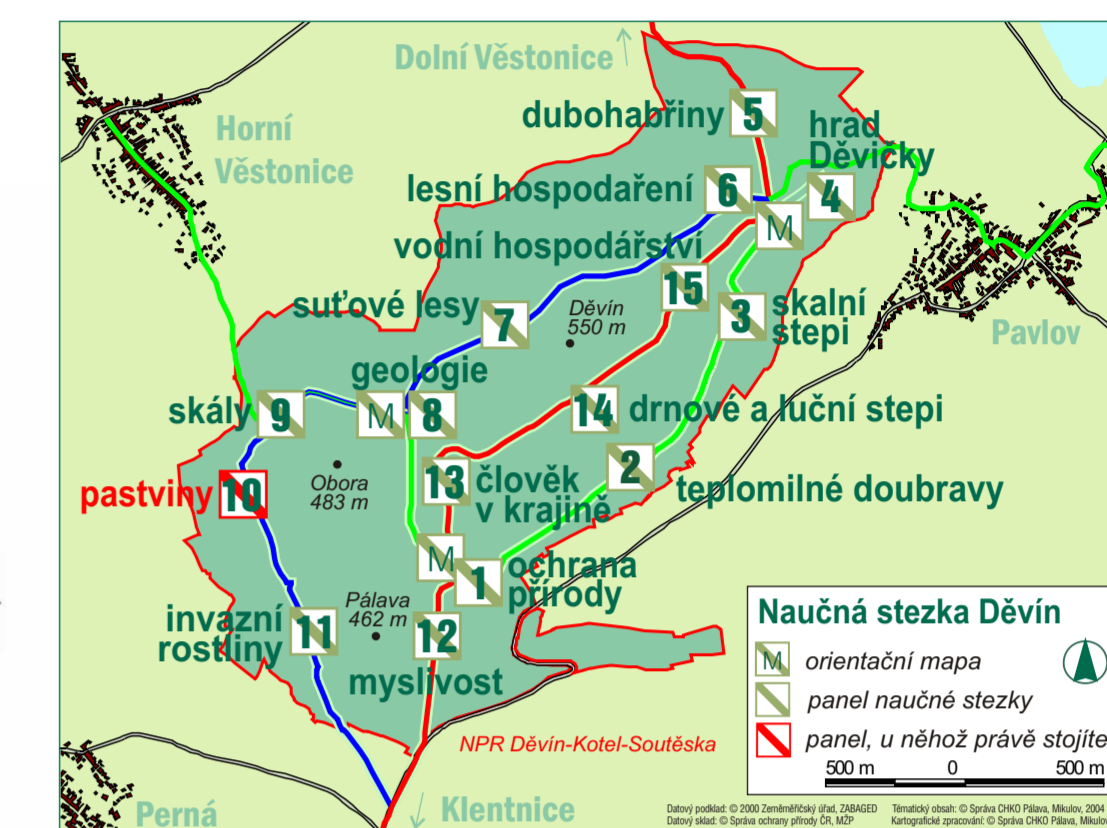 Dolní Věstonice
dubohabřiny
5
hrad
Děvičky
Horní
Věstonice
lesní hospodaření
6
4
M
vodní hospodářství
15
suťové lesy
7
Děvín
550 m
3
skalní
stepi
Pavlov
geologie
skály
9
M
8
14
drnové a luční stepi
Obora
483 m
pastviny
10
13
člověk
v krajině
2
teplomilné doubravy
M
1
ochrana
přírody
Pálava
462 m
invazní
rostliny
11
12
myslivost
NPR Děvín-Kotel-Soutěska
Perná
Klentnice
Naučná stezka Děvín
M
orientační mapa
panel naučné stezky
panel, u něhož právě stojíte
500 m 0 500 m
Datový podklad: © 2000 Zeměměřičský úřad, ZABAGED Tématický obsah: © Správa CHKO Pálava, Mikulov, 2004
Datový sklad: © Správa ochrany přírody ČR, MŽP Kartografické zpracování: © Správa CHKO Pálava, Mikulov